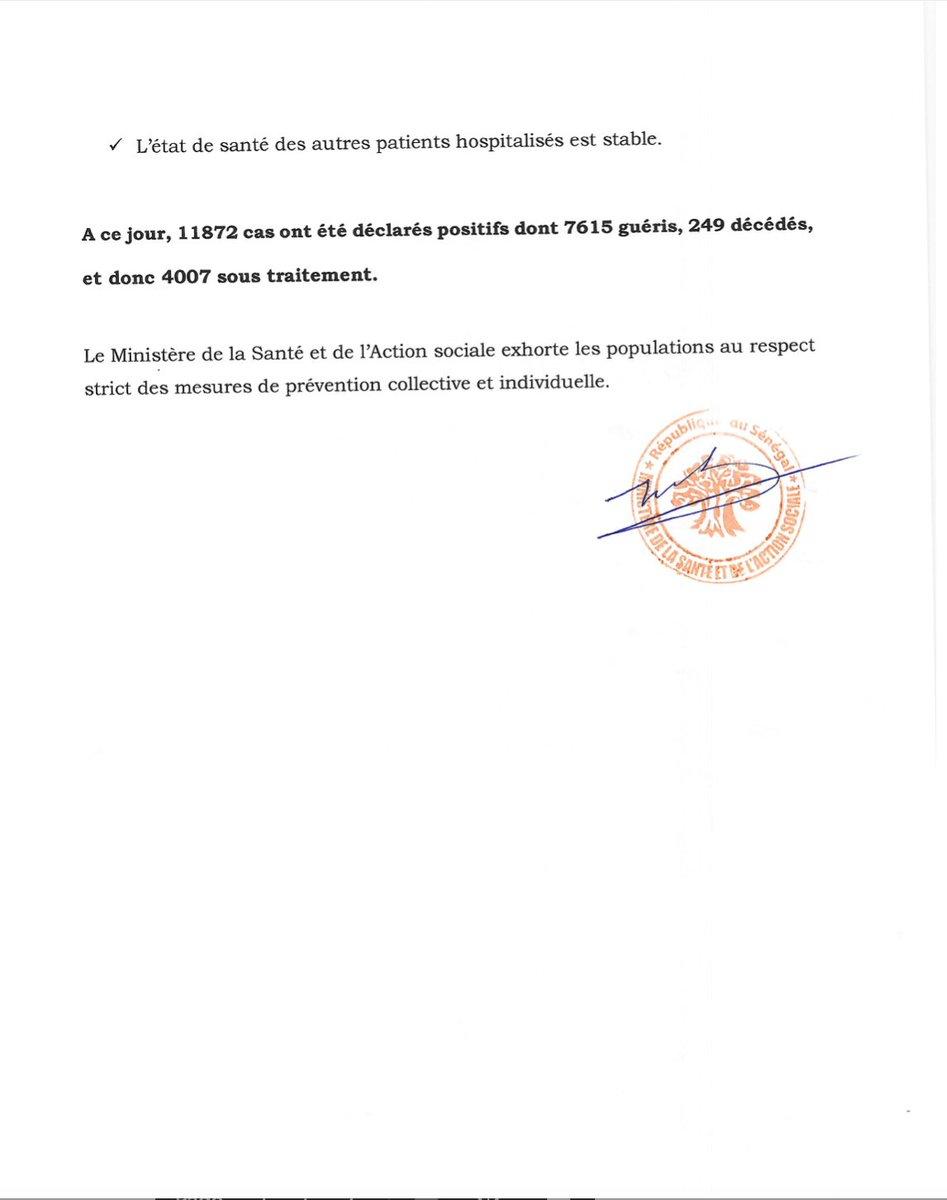 ✓ L'état de santé des autres patients hospitalisés est stable.
A ce jour, 11872 cas ont été déclarés positifs dont 7615 guéris, 249 décédés,
et donc 4007 sous traitement.
Le Ministère de la Santé et de l'Action sociale exhorte les populations au respect
strict des mesures de prévention collective et individuelle.
★ République du Sénégal ★
DE LA SANTÉ ET DE L'ACTION SOCIALE